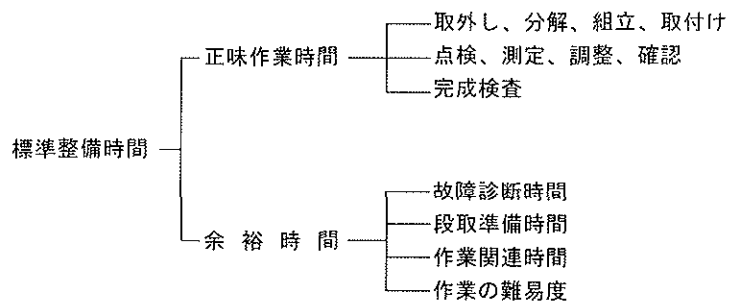 取外し、分解、組立、取付け
正味作業時間
点検、測定、調整、確認
完成検査
標準整備時間
故障診断時間
段取準備時間
余裕時間
作業関連時間
作業の難易度